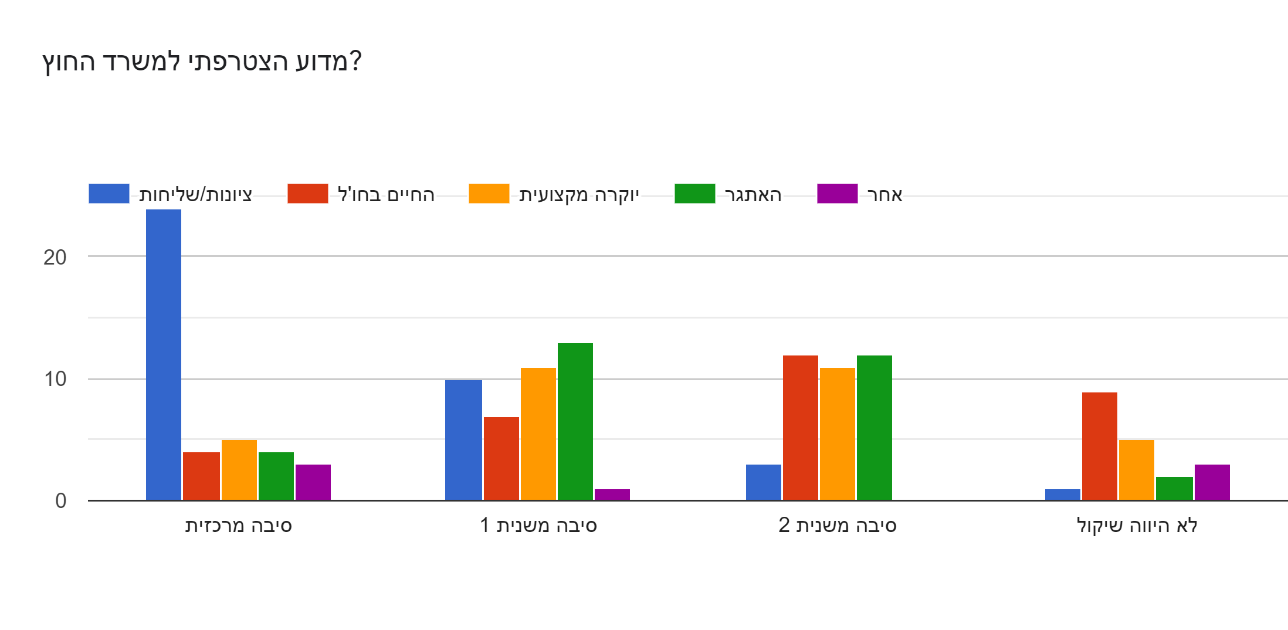 מדוע הצטרפתי למשרד החוץ?
ציונות/שליחות החיים בחו'ל יוקרה מקצועית האתגר אחר
20
10
0
סיבה מרכזית סיבה משנית 1 סיבה משנית 2 לא היווה שיקול